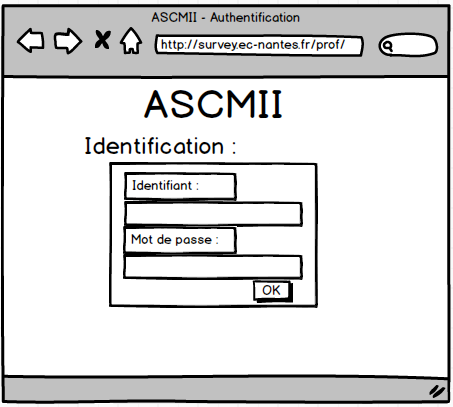 ASCMII - Authentification
http://survey.ec-nantes.fr/prof/
ASCMII
Identification :
Identifiant :
Mot de passe :
OK